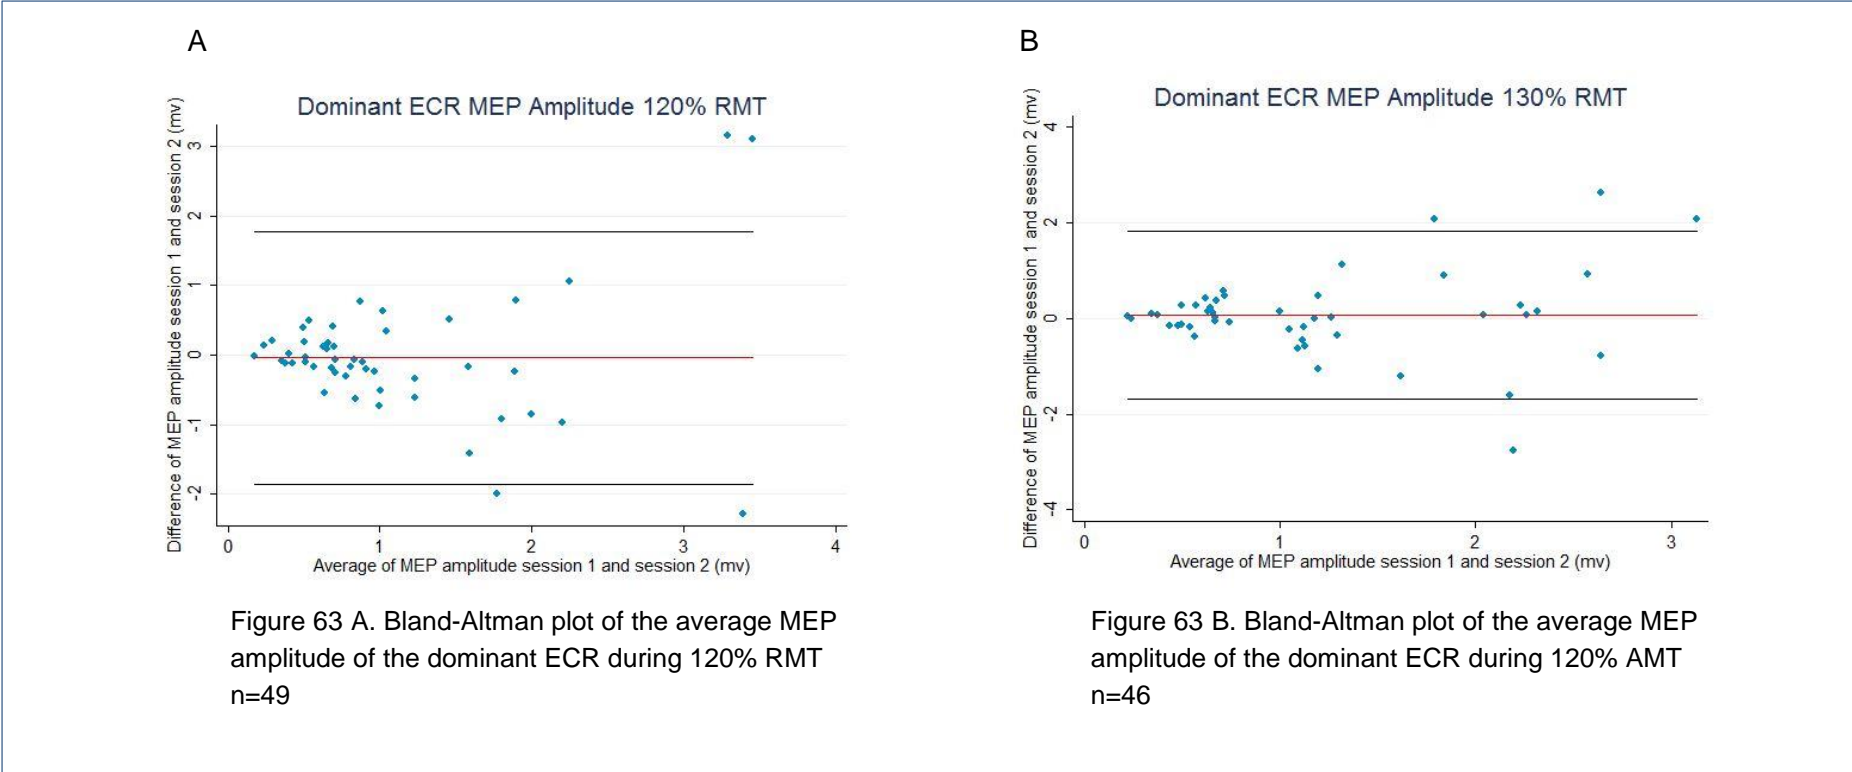 A
B
Dominant ECR MEP Amplitude 120% RMT
Difference of MEP amplitude session 1 and session 2 (mv)
3
2
1
0
-1
-2
0 1 2 3 4
Average of MEP amplitude session 1 and session 2 (mv)
Dominant ECR MEP Amplitude 130% RMT
Difference of MEP amplitude session 1 and session 2 (mv)
4
2
0
-2
-4
0 1 2 3
Average of MEP amplitude session 1 and session 2 (mv)
Figure 63 A. Bland-Altman plot of the average MEP
amplitude of the dominant ECR during 120% RMT
n=49
Figure 63 B. Bland-Altman plot of the average MEP
amplitude of the dominant ECR during 120% AMT
n=46